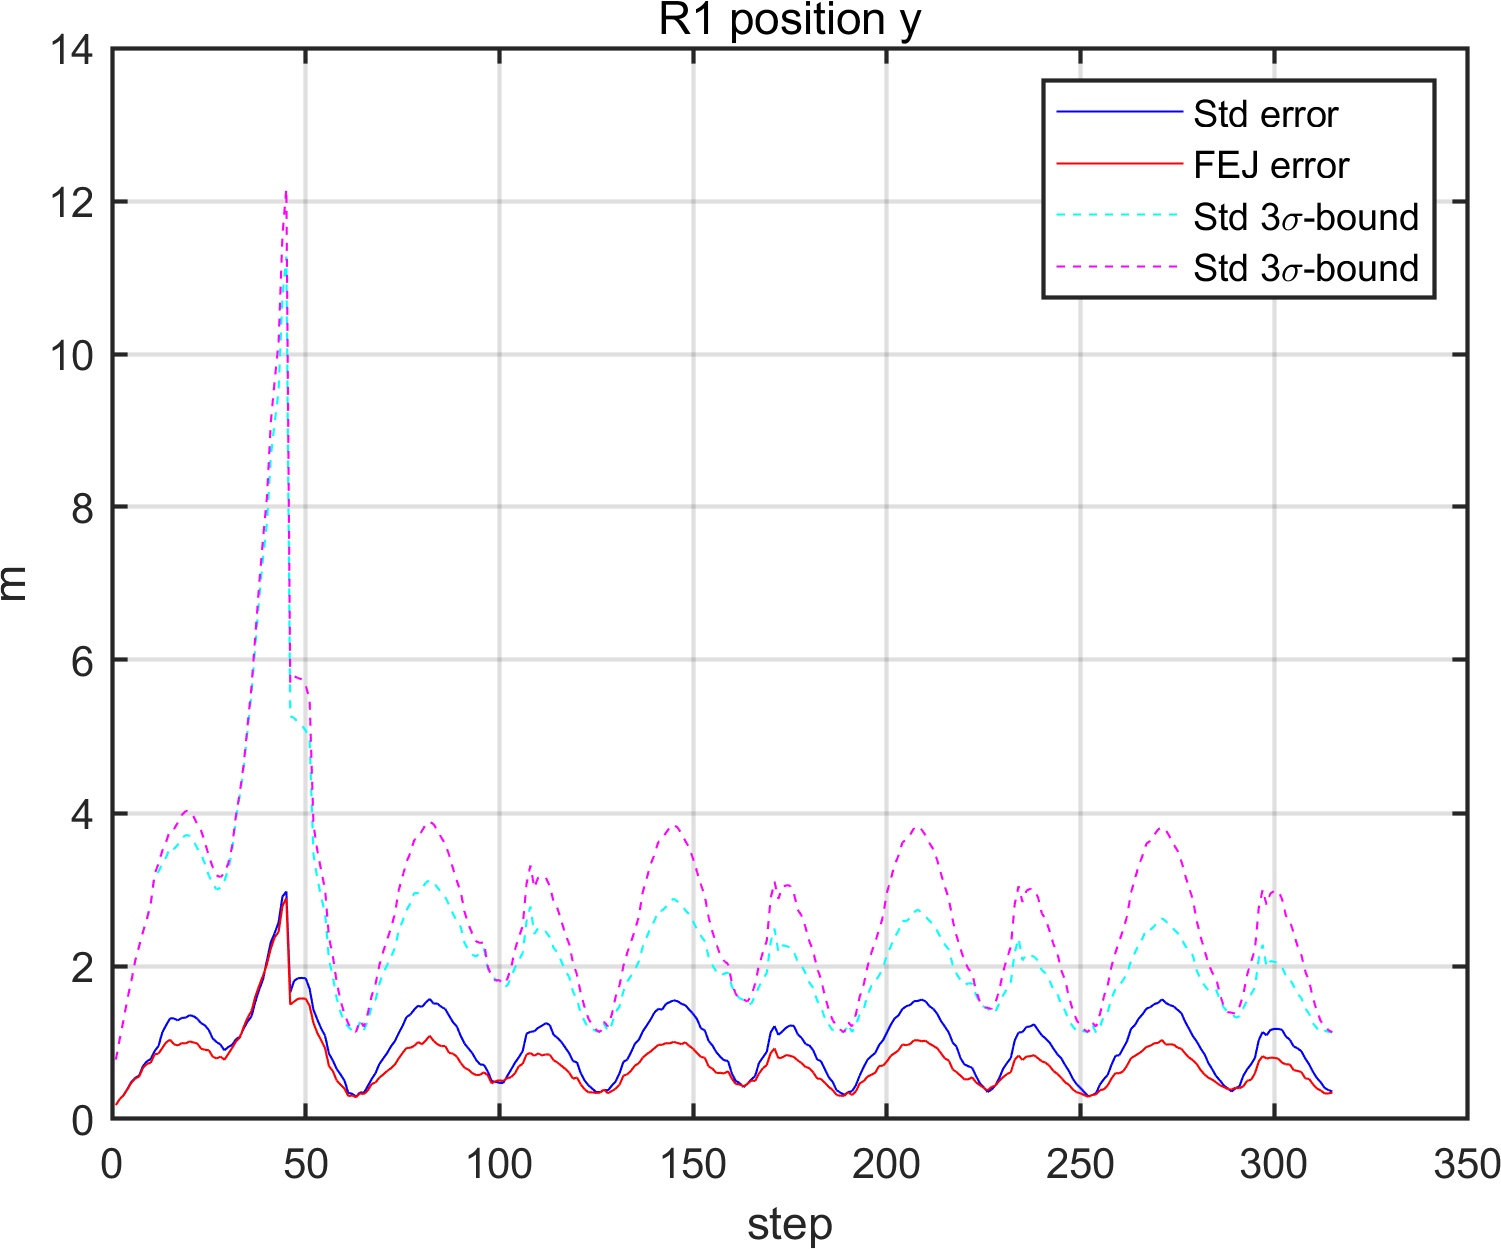 R1 position y
14
12
10
8
6
4
2
0
m
Std error
FEJ error
Std 3σ-bound
Std 3σ-bound
0 50 100 150 200 250 300 350
step